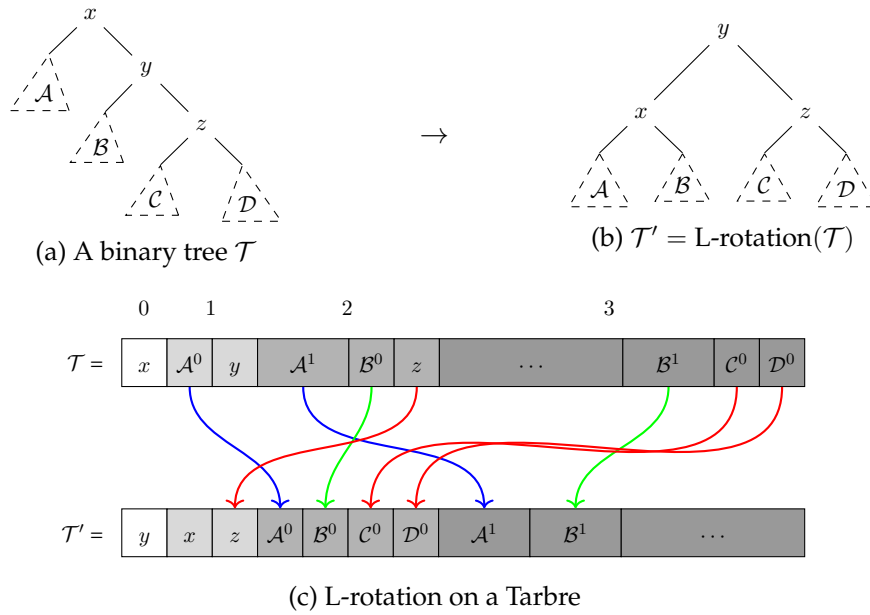 x
y
z
𝒜
ℬ
𝒞
𝒟
(a) A binary tree 𝒯
→
y
x z
𝒜 ℬ 𝒞 𝒟
(b) 𝒯′ = L-rotation(𝒯)
0 1 2 3
𝒯 = x 𝒜⁰ y 𝒜¹ ℬ⁰ z ⋯ ℬ¹ 𝒞⁰ 𝒟⁰
𝒯′ = y x z 𝒜⁰ ℬ⁰ 𝒞⁰ 𝒟⁰ 𝒜¹ ℬ¹ ⋯
(c) L-rotation on a Tarbre